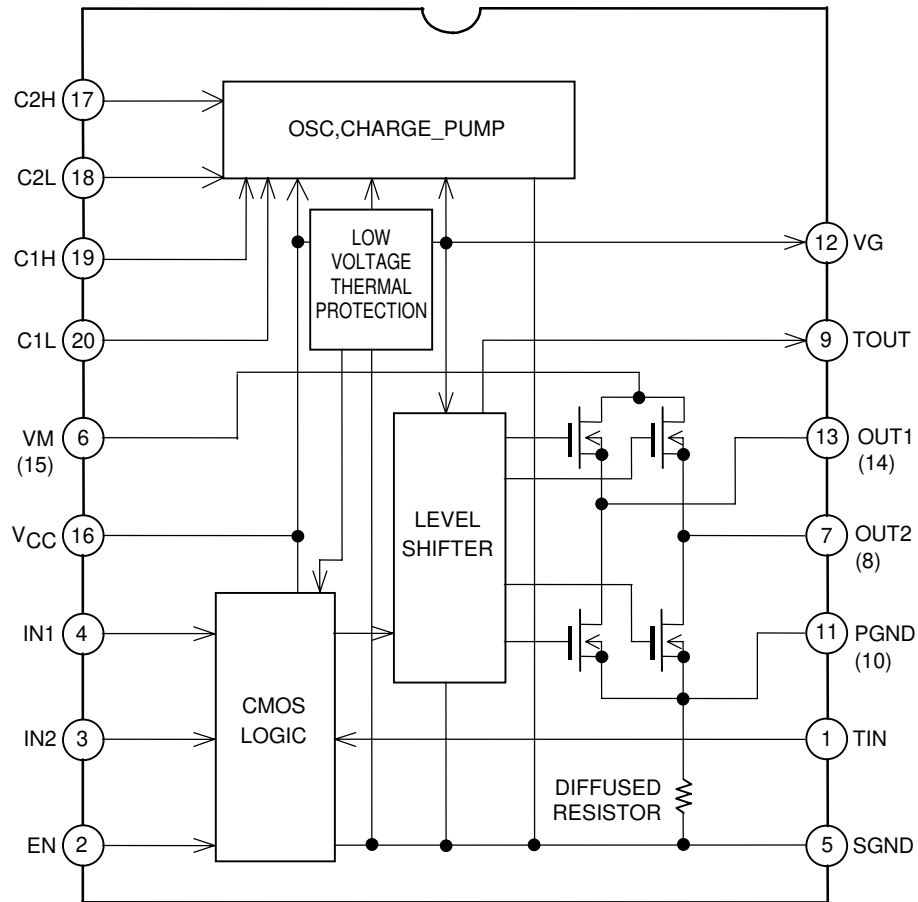 C2H 17
OSC,CHARGE_PUMP
C2L 18
C1H 19
LOW
VOLTAGE
THERMAL
PROTECTION
12 VG
C1L 20
9 TOUT
VM 6
(15)
13 OUT1
(14)
VCC 16
LEVEL
SHIFTER
7 OUT2
(8)
IN1 4
11 PGND
(10)
CMOS
LOGIC
IN2 3
1 TIN
DIFFUSED
RESISTOR
EN 2
5 SGND